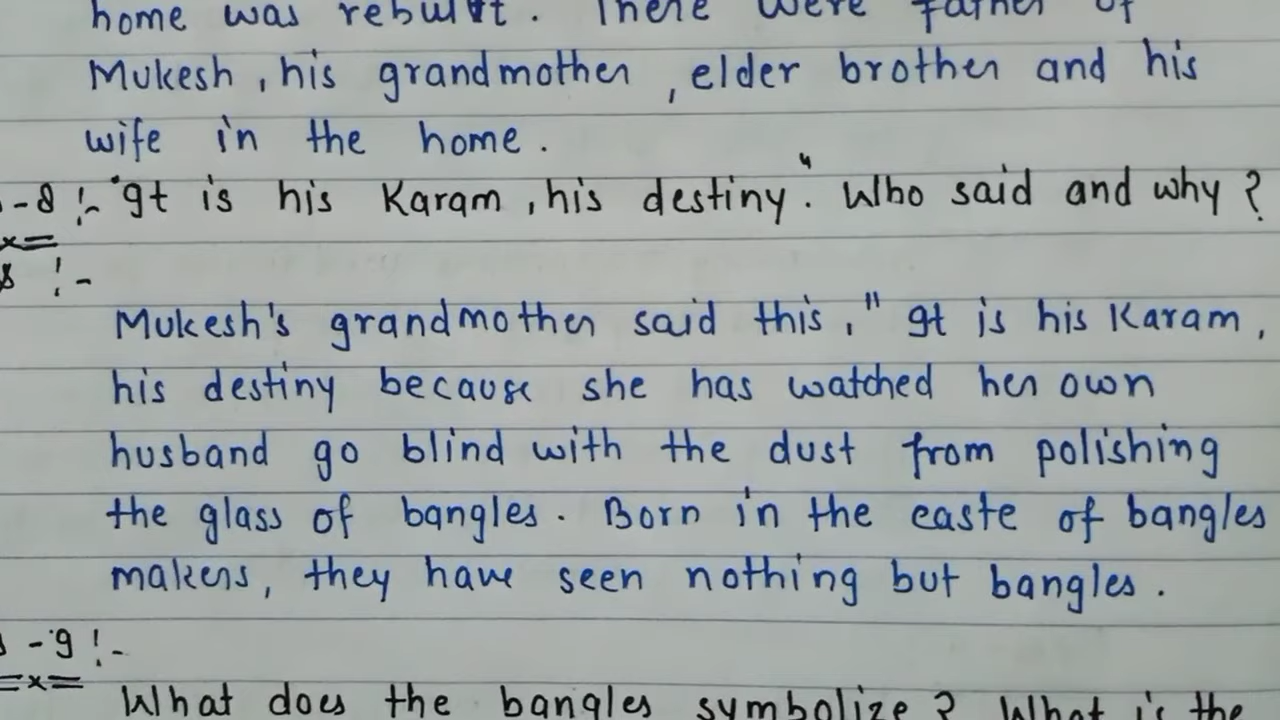 home was rebuilt. There were father of
Mukesh, his grandmother, elder brother and his
wife in the home.
-8 :- "It is his Karam, his destiny". Who said and why?
8 :-
Mukesh's grandmother said this, "It is his Karam,
his destiny because she has watched her own
husband go blind with the dust from polishing
the glass of bangles. Born in the caste of bangles
makers, they have seen nothing but bangles.
-9 :-
What does the bangles symbolize? What is the